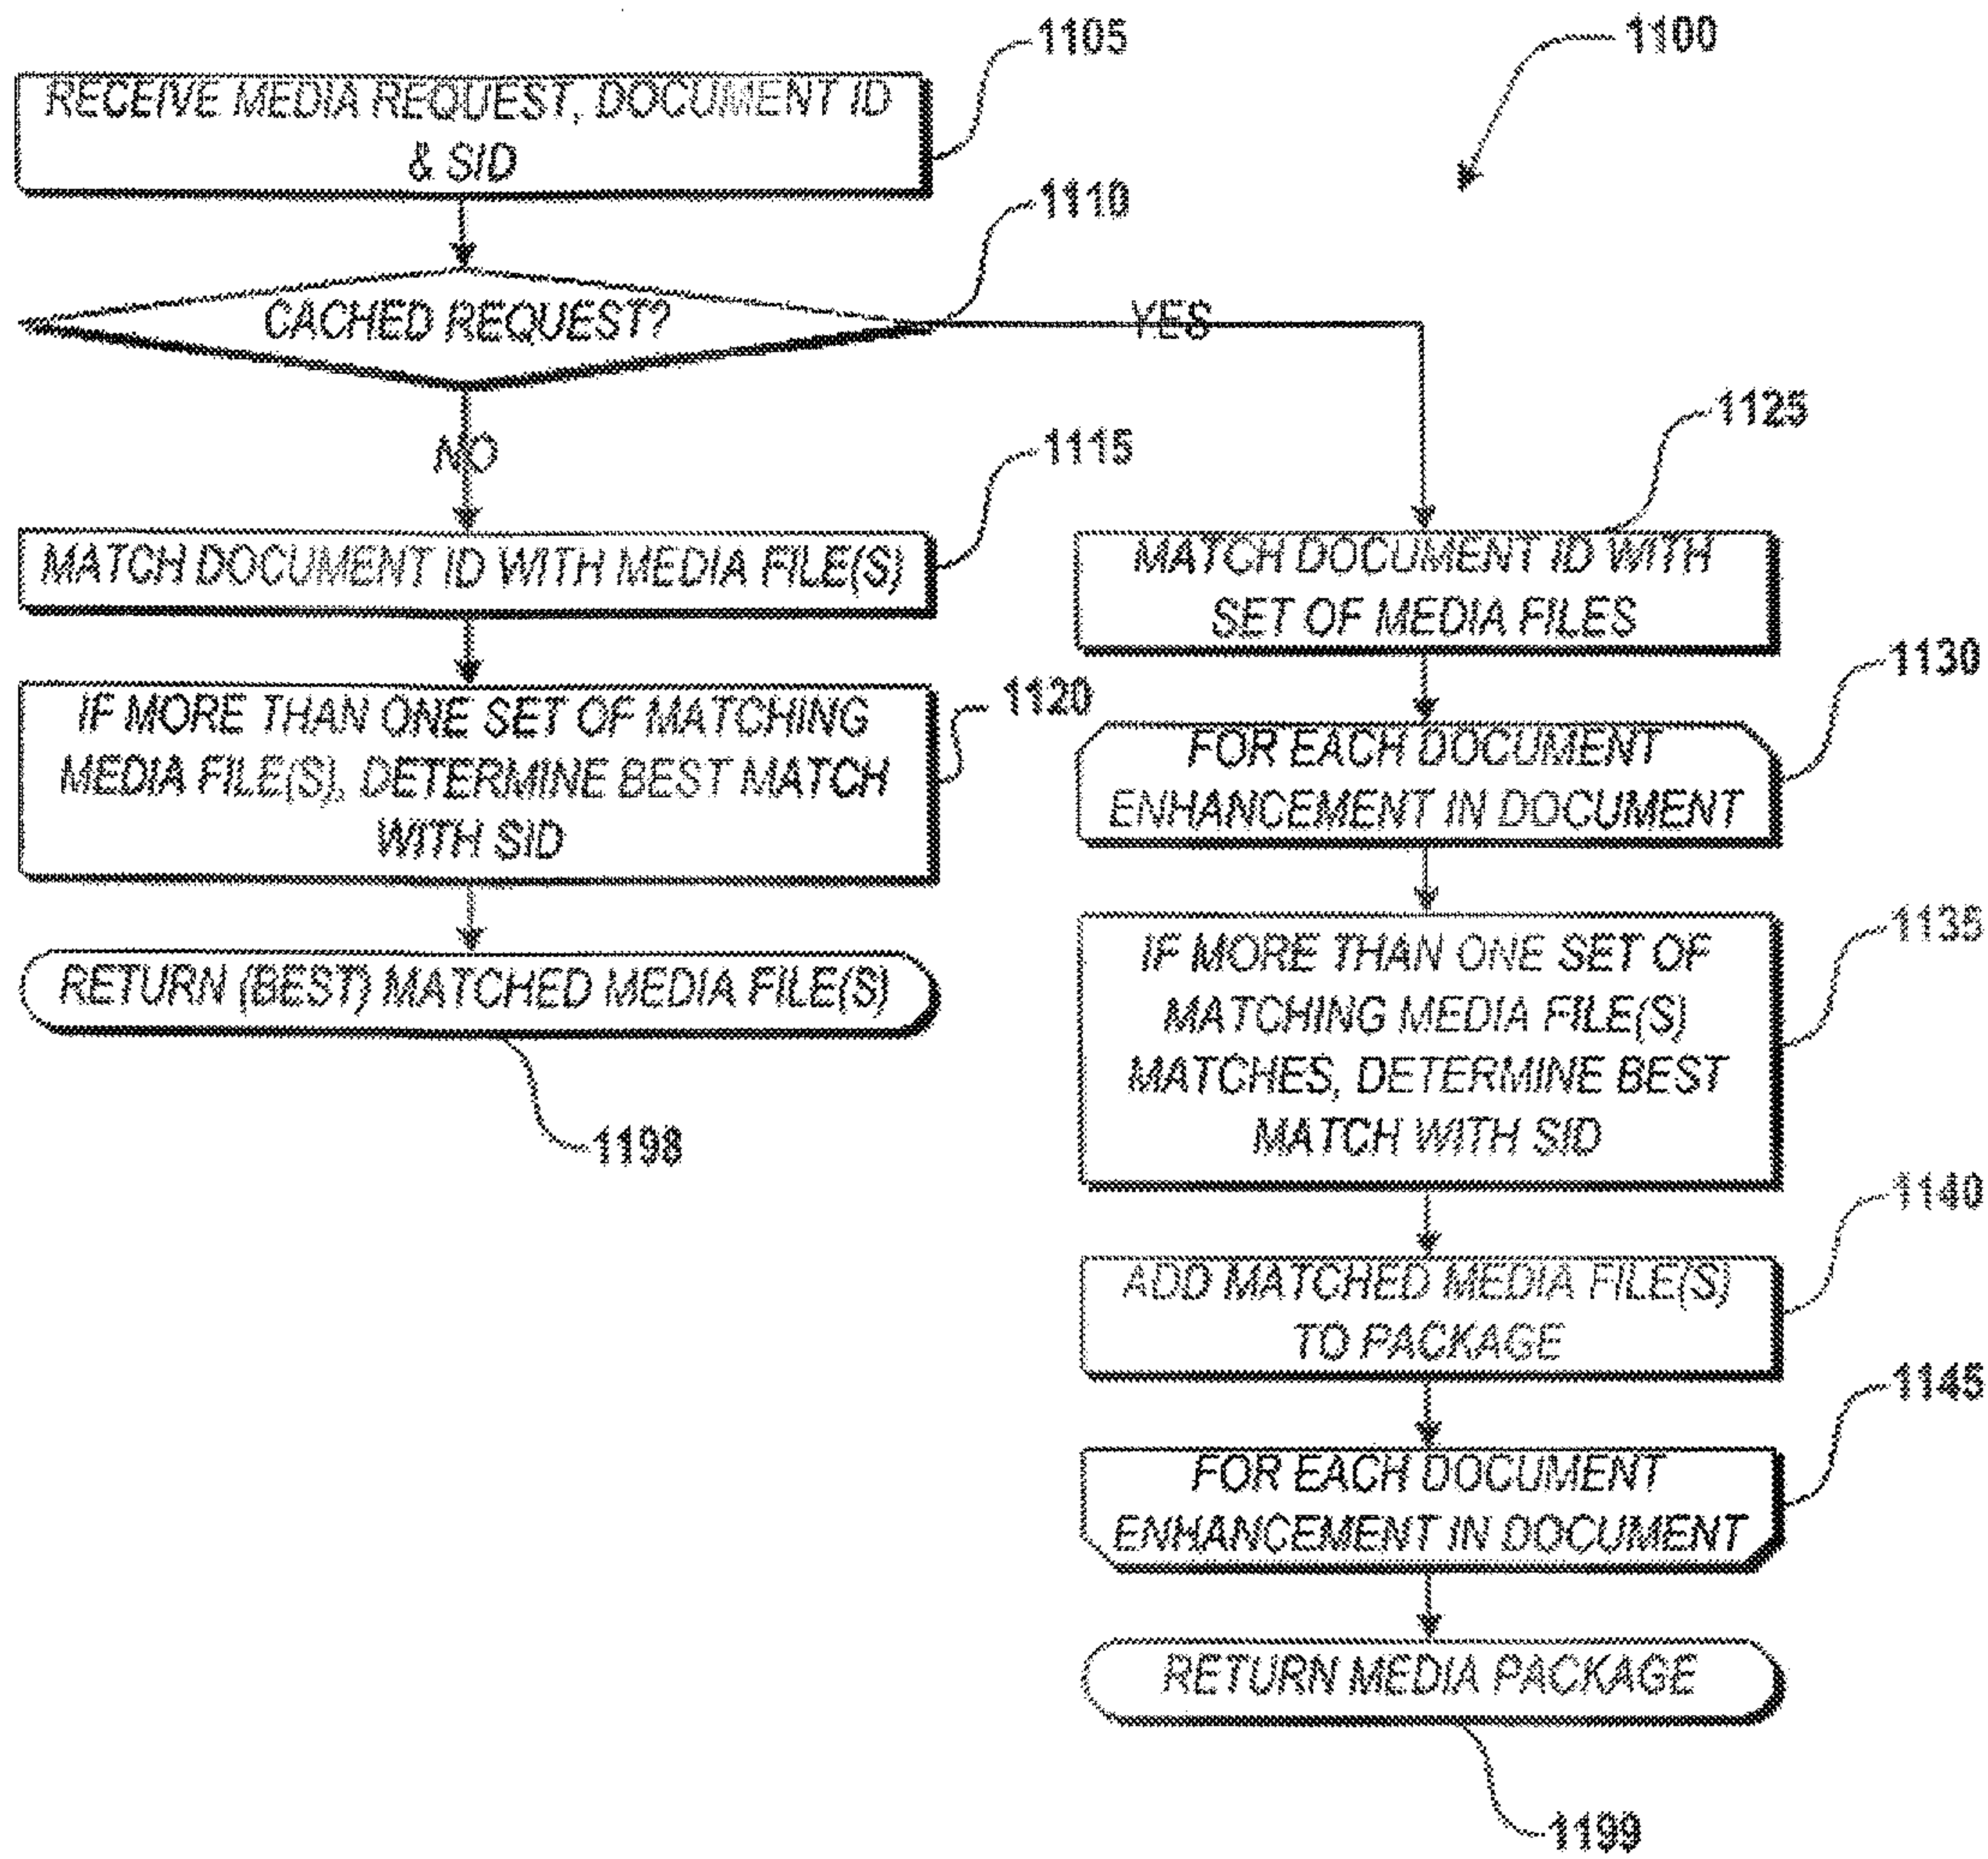 1105
1100
RECEIVE MEDIA REQUEST, DOCUMENT ID
& SID
1110
CACHED REQUEST?
YES
NO
1115
MATCH DOCUMENT ID WITH MEDIA FILE(S)
1120
IF MORE THAN ONE SET OF MATCHING
MEDIA FILE(S), DETERMINE BEST MATCH
WITH SID
RETURN (BEST) MATCHED MEDIA FILE(S)
1198
1125
MATCH DOCUMENT ID WITH
SET OF MEDIA FILES
1130
FOR EACH DOCUMENT
ENHANCEMENT IN DOCUMENT
1135
IF MORE THAN ONE SET OF
MATCHING MEDIA FILE(S)
MATCHES, DETERMINE BEST
MATCH WITH SID
1140
ADD MATCHED MEDIA FILE(S)
TO PACKAGE
1145
FOR EACH DOCUMENT
ENHANCEMENT IN DOCUMENT
RETURN MEDIA PACKAGE
1199